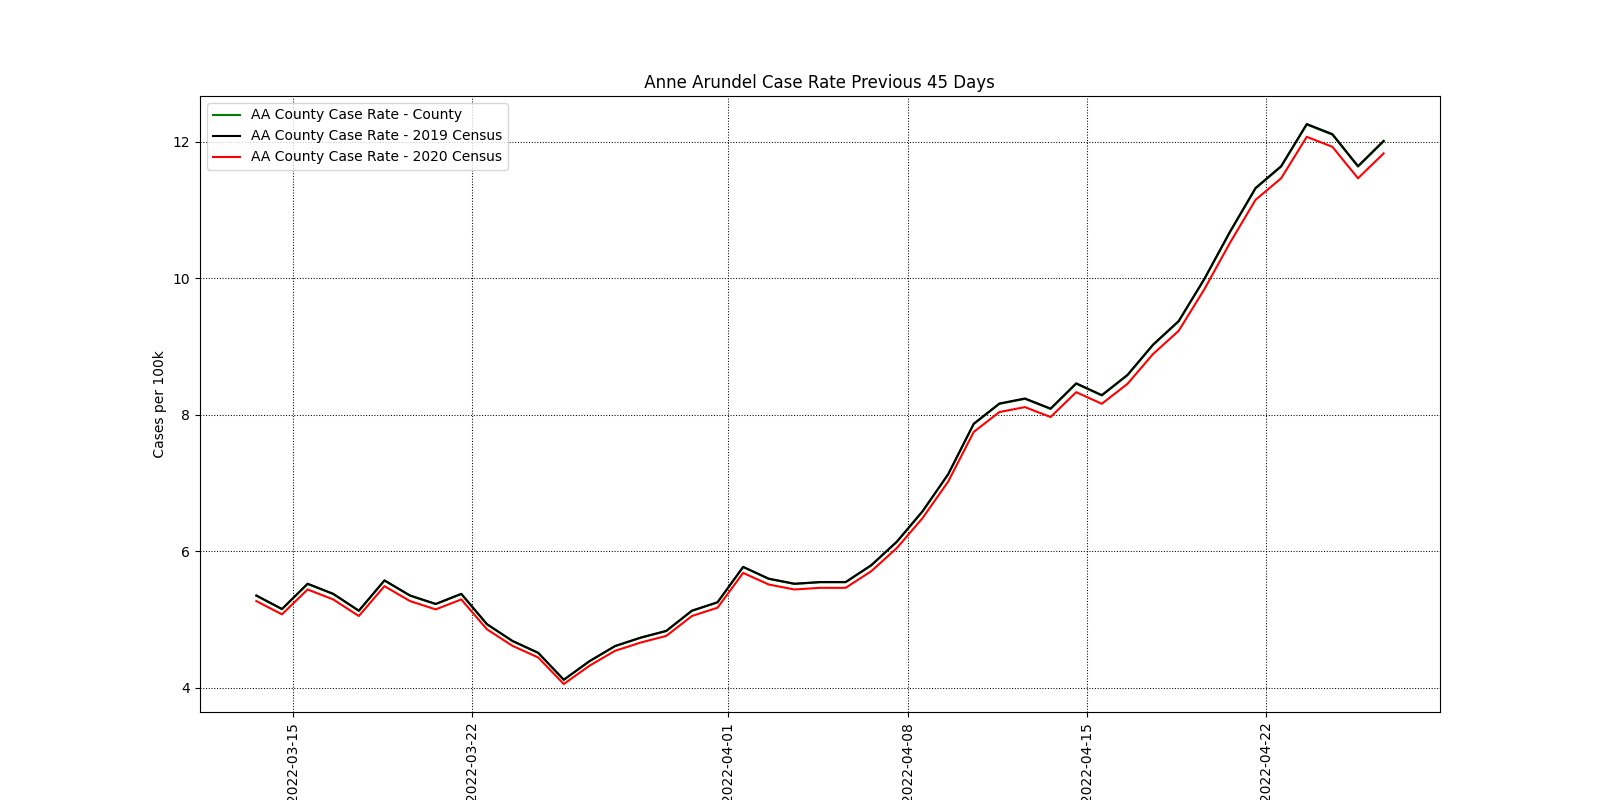 Anne Arundel Case Rate Previous 45 Days
AA County Case Rate - County
AA County Case Rate - 2019 Census
AA County Case Rate - 2020 Census
Cases per 100k
12
10
8
6
4
2022-03-15
2022-03-22
2022-04-01
2022-04-08
2022-04-15
2022-04-22